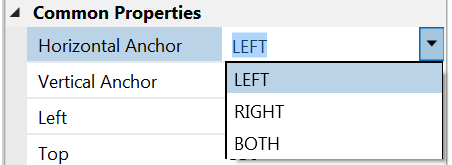 Common Properties
Horizontal Anchor LEFT
Vertical Anchor LEFT
Left RIGHT
Top BOTH